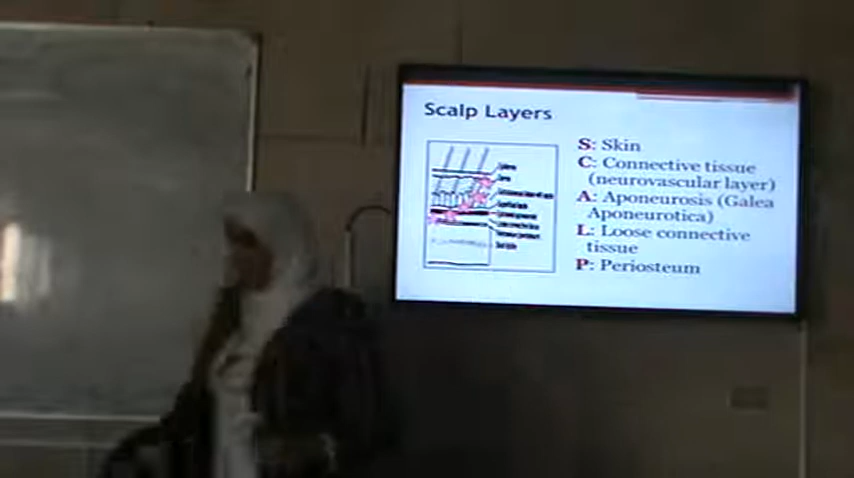 Scalp Layers
S: Skin
C: Connective tissue
(neurovascular layer)
A: Aponeurosis (Galea
Aponeurotica)
L: Loose connective
tissue
P: Periosteum